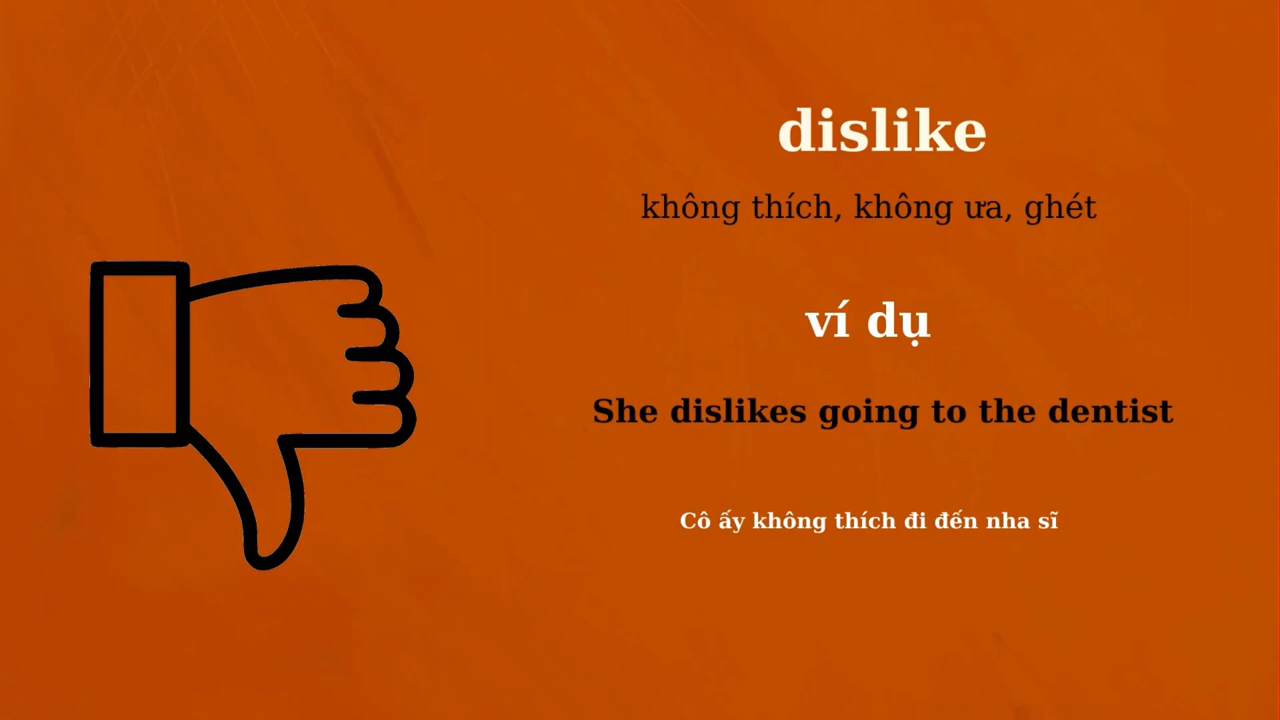 dislike
không thích, không ưa, ghét
ví dụ
She dislikes going to the dentist
Cô ấy không thích đi đến nha sĩ